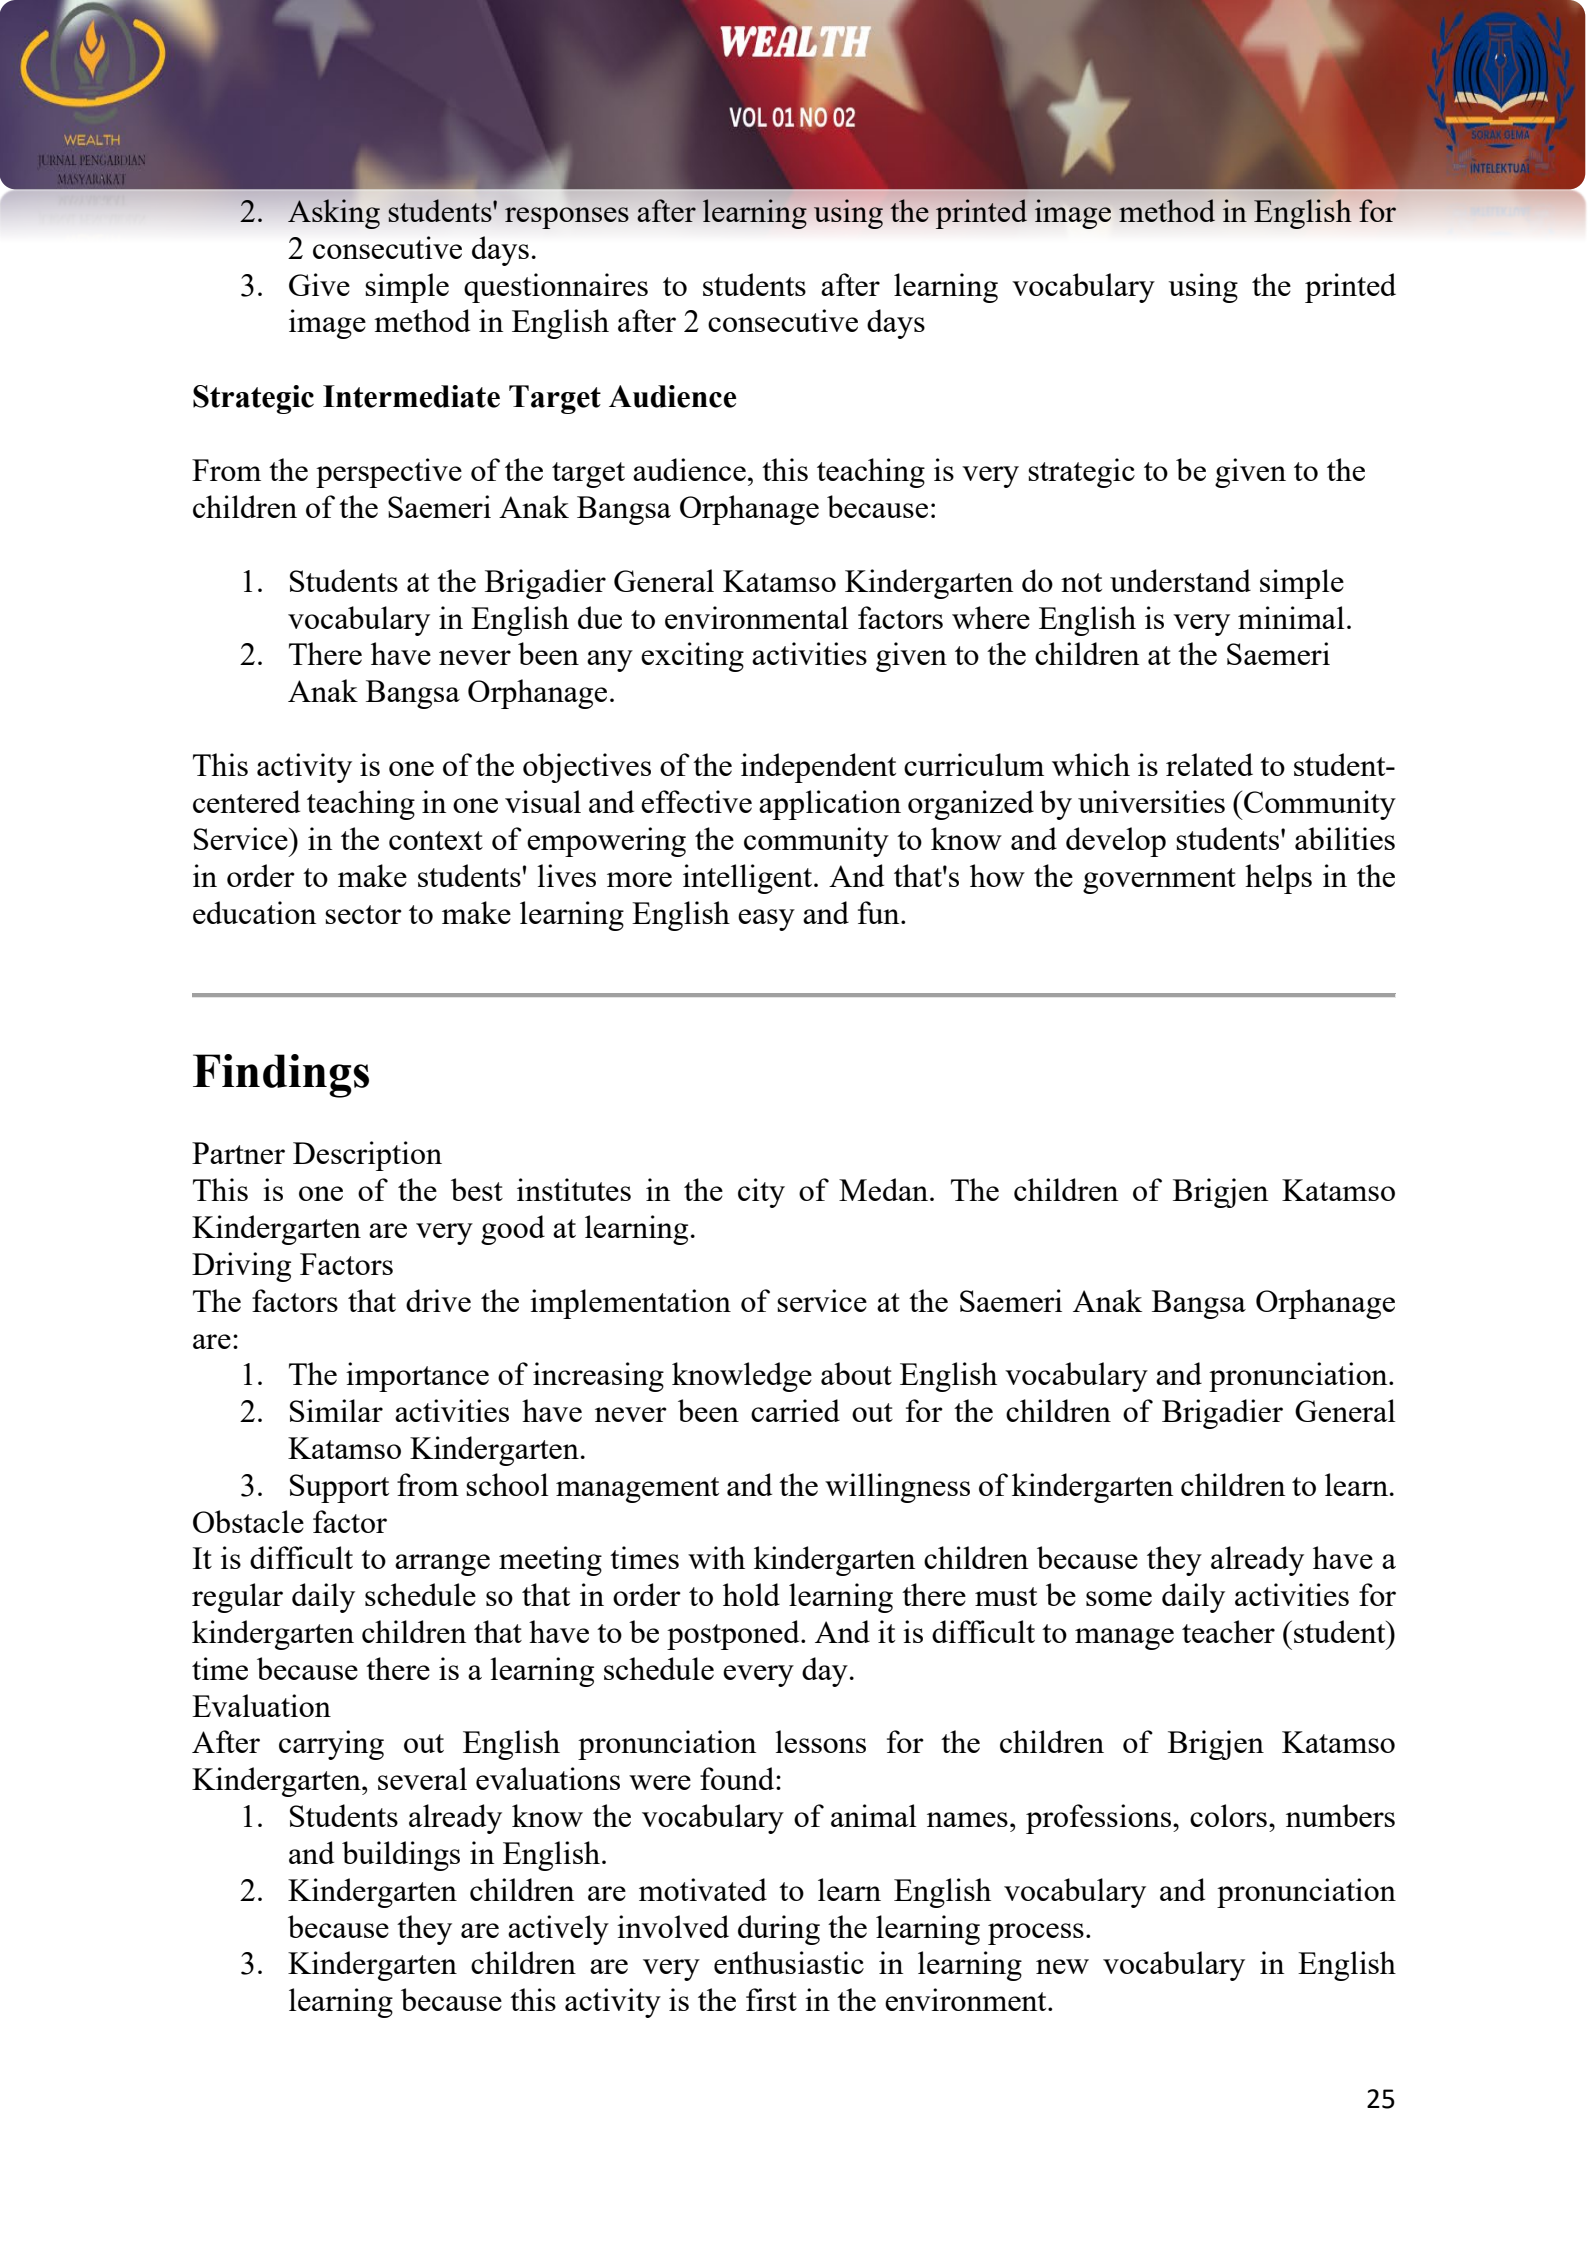 WEALTH
VOL 01 NO 02
WEALTH
JURNAL PENGABDIAN
MASYARAKAT
SORAK GEMA
INTELEKTUAL
2. Asking students' responses after learning using the printed image method in English for
2 consecutive days.
3. Give simple questionnaires to students after learning vocabulary using the printed
image method in English after 2 consecutive days
Strategic Intermediate Target Audience
From the perspective of the target audience, this teaching is very strategic to be given to the
children of the Saemeri Anak Bangsa Orphanage because:
1. Students at the Brigadier General Katamso Kindergarten do not understand simple
vocabulary in English due to environmental factors where English is very minimal.
2. There have never been any exciting activities given to the children at the Saemeri
Anak Bangsa Orphanage.
This activity is one of the objectives of the independent curriculum which is related to student-
centered teaching in one visual and effective application organized by universities (Community
Service) in the context of empowering the community to know and develop students' abilities
in order to make students' lives more intelligent. And that's how the government helps in the
education sector to make learning English easy and fun.
Findings
Partner Description
This is one of the best institutes in the city of Medan. The children of Brigjen Katamso
Kindergarten are very good at learning.
Driving Factors
The factors that drive the implementation of service at the Saemeri Anak Bangsa Orphanage
are:
1. The importance of increasing knowledge about English vocabulary and pronunciation.
2. Similar activities have never been carried out for the children of Brigadier General
Katamso Kindergarten.
3. Support from school management and the willingness of kindergarten children to learn.
Obstacle factor
It is difficult to arrange meeting times with kindergarten children because they already have a
regular daily schedule so that in order to hold learning there must be some daily activities for
kindergarten children that have to be postponed. And it is difficult to manage teacher (student)
time because there is a learning schedule every day.
Evaluation
After carrying out English pronunciation lessons for the children of Brigjen Katamso
Kindergarten, several evaluations were found:
1. Students already know the vocabulary of animal names, professions, colors, numbers
and buildings in English.
2. Kindergarten children are motivated to learn English vocabulary and pronunciation
because they are actively involved during the learning process.
3. Kindergarten children are very enthusiastic in learning new vocabulary in English
learning because this activity is the first in the environment.
25